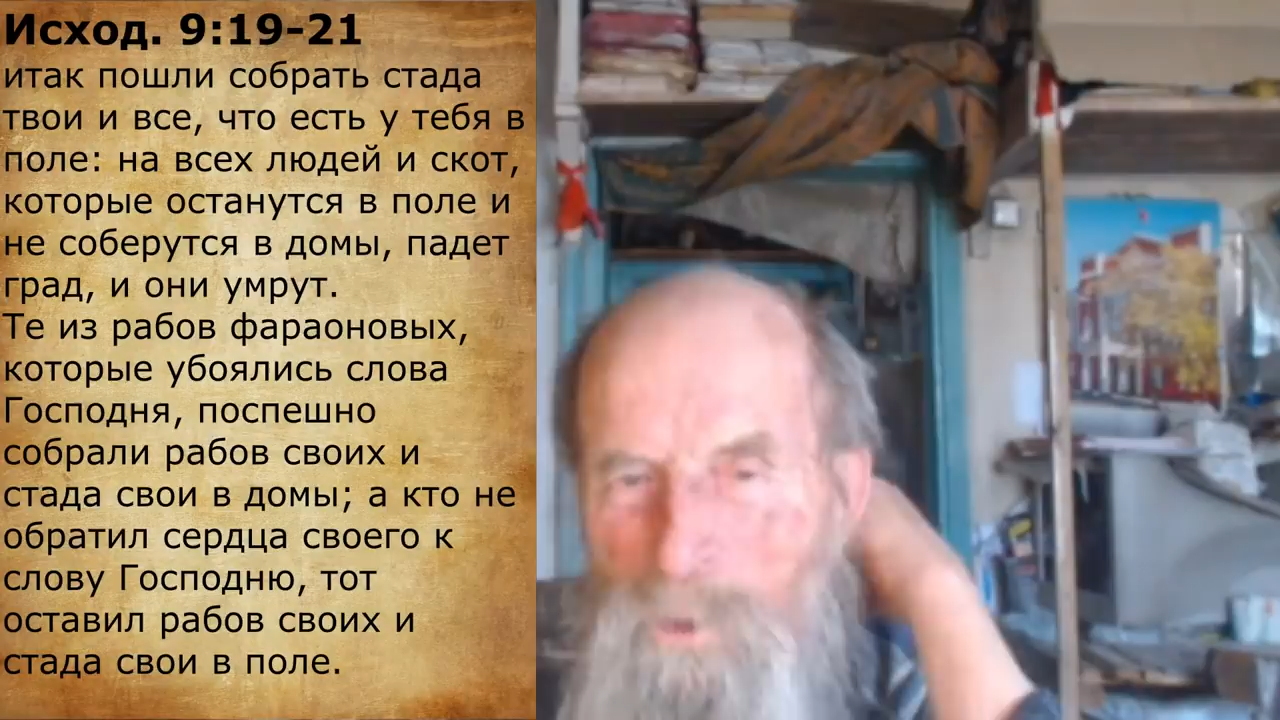 Исход. 9:19-21
итак пошли собрать стада
твои и все, что есть у тебя в
поле: на всех людей и скот,
которые останутся в поле и
не соберутся в домы, падет
град, и они умрут.
Те из рабов фараоновых,
которые убоялись слова
Господня, поспешно
собрали рабов своих и
стада свои в домы; а кто не
обратил сердца своего к
слову Господню, тот
оставил рабов своих и
стада свои в поле.